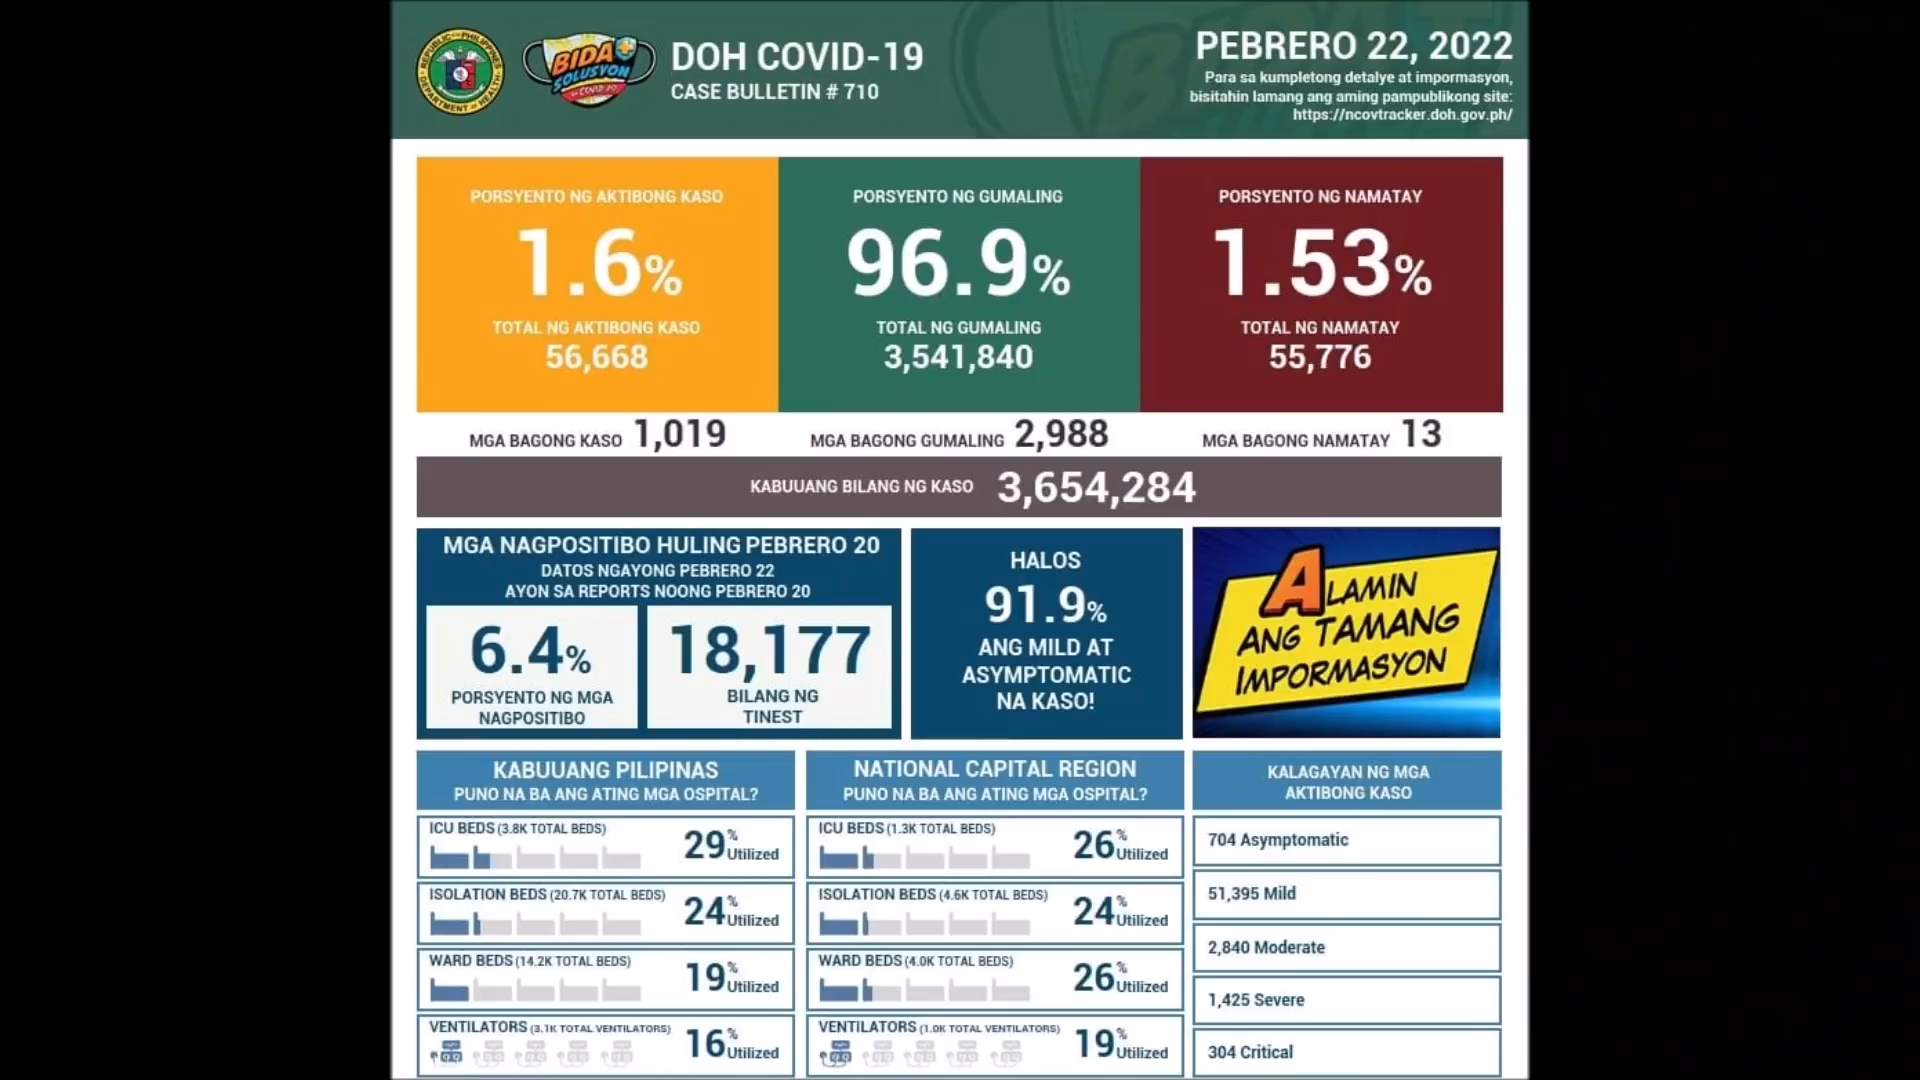 REPUBLIC OF THE PHILIPPINES
DEPARTMENT OF HEALTH
BIDA
SOLUSYON
DOH COVID-19
CASE BULLETIN # 710
PEBRERO 22, 2022
Para sa kumpletong detalye at impormasyon,
bisitahin lamang ang aming pampublikong site:
https://ncovtracker.doh.gov.ph/
PORSYENTO NG AKTIBONG KASO
1.6%
TOTAL NG AKTIBONG KASO
56,668
PORSYENTO NG GUMALING
96.9%
TOTAL NG GUMALING
3,541,840
PORSYENTO NG NAMATAY
1.53%
TOTAL NG NAMATAY
55,776
MGA BAGONG KASO 1,019
MGA BAGONG GUMALING 2,988
MGA BAGONG NAMATAY 13
KABUUANG BILANG NG KASO 3,654,284
MGA NAGPOSITIBO HULING PEBRERO 20
DATOS NGAYONG PEBRERO 22
AYON SA REPORTS NOONG PEBRERO 20
6.4%
PORSYENTO NG MGA
NAGPOSITIBO
18,177
BILANG NG
TINEST
HALOS
91.9%
ANG MILD AT
ASYMPTOMATIC
NA KASO!
ALAMIN
ANG TAMANG
IMPORMASYON
KABUUANG PILIPINAS
PUNO NA BA ANG ATING MGA OSPITAL?
ICU BEDS (3.8K TOTAL BEDS)
29% Utilized
ISOLATION BEDS (20.7K TOTAL BEDS)
24% Utilized
WARD BEDS (14.2K TOTAL BEDS)
19% Utilized
VENTILATORS (3.1K TOTAL VENTILATORS)
16% Utilized
NATIONAL CAPITAL REGION
PUNO NA BA ANG ATING MGA OSPITAL?
ICU BEDS (1.3K TOTAL BEDS)
26% Utilized
ISOLATION BEDS (4.6K TOTAL BEDS)
24% Utilized
WARD BEDS (4.0K TOTAL BEDS)
26% Utilized
VENTILATORS (1.0K TOTAL VENTILATORS)
19% Utilized
KALAGAYAN NG MGA
AKTIBONG KASO
704 Asymptomatic
51,395 Mild
2,840 Moderate
1,425 Severe
304 Critical